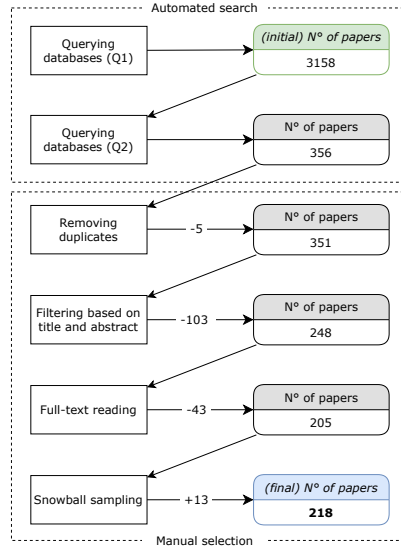 Automated search
Querying
databases (Q1)
(initial) N° of papers
3158
Querying
databases (Q2)
N° of papers
356
Removing
duplicates
-5
N° of papers
351
Filtering based on
title and abstract
-103
N° of papers
248
Full-text reading
-43
N° of papers
205
Snowball sampling
+13
(final) N° of papers
218
Manual selection